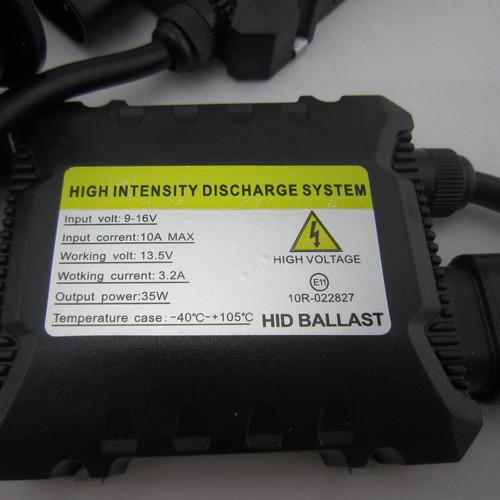 HIGH INTENSITY DISCHARGE SYSTEM
Input volt: 9-16V
Input current:10A MAX
Working volt: 13.5V
Wotking current: 3.2A
Output power:35W
Temperature case: -40℃-+105℃
HIGH VOLTAGE
E11
10R-022827
HID BALLAST